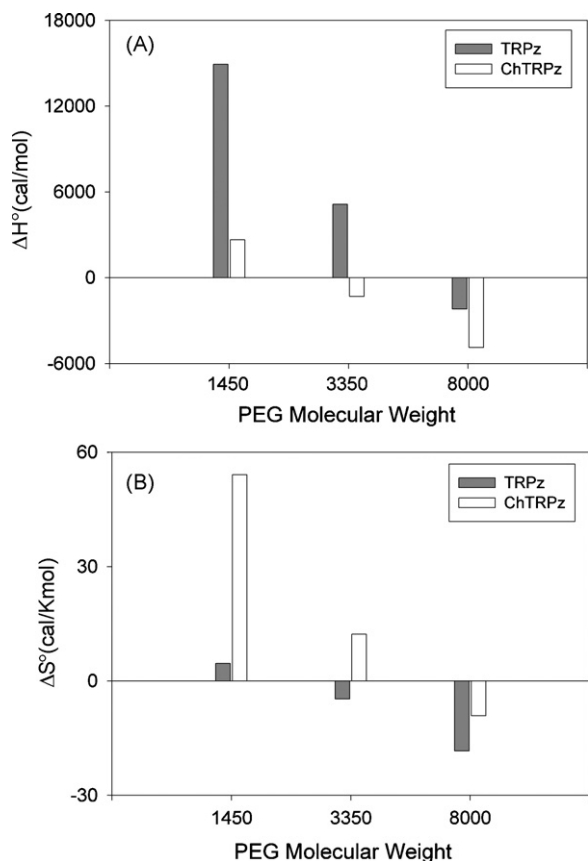 (A)
TRPz
ChTRPz
18000
12000
6000
0
-6000
ΔH°(cal/mol)
1450 3350 8000
PEG Molecular Weight
(B)
TRPz
ChTRPz
60
30
0
-30
ΔS°(cal/Kmol)
1450 3350 8000
PEG Molecular Weight